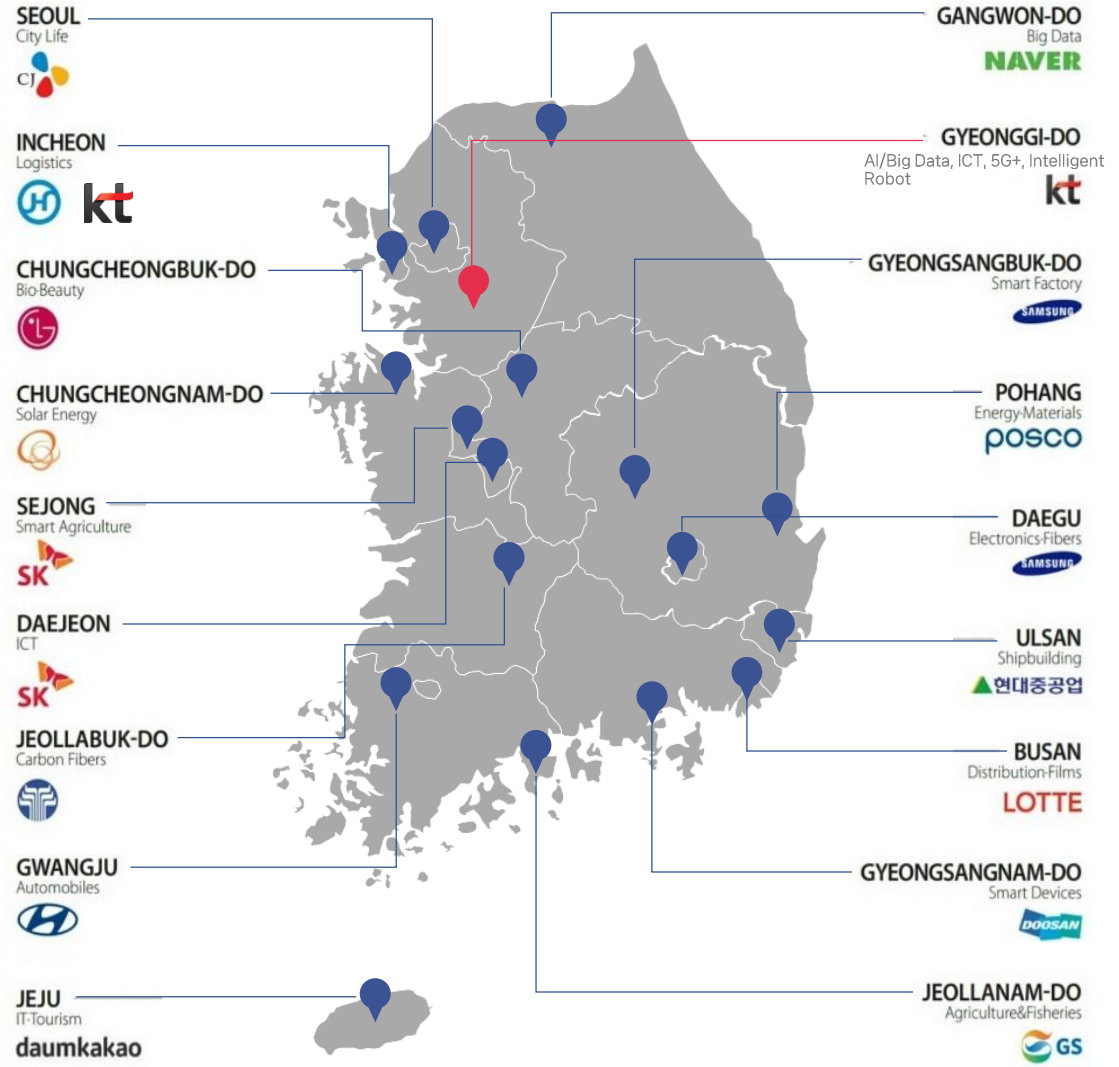 SEOUL
City Life
CJ
INCHEON
Logistics
H
kt
CHUNGCHEONGBUK-DO
Bio-Beauty
LG
CHUNGCHEONGNAM-DO
Solar Energy
SEJONG
Smart Agriculture
SK
DAEJEON
ICT
SK
JEOLLABUK-DO
Carbon Fibers
GWANGJU
Automobiles
JEJU
IT·Tourism
daumkakao
GANGWON-DO
Big Data
NAVER
GYEONGGI-DO
AI/Big Data, ICT, 5G+, Intelligent
Robot
kt
GYEONGSANGBUK-DO
Smart Factory
SAMSUNG
POHANG
Energy·Materials
posco
DAEGU
Electronics·Fibers
SAMSUNG
ULSAN
Shipbuilding
현대중공업
BUSAN
Distribution·Films
LOTTE
GYEONGSANGNAM-DO
Smart Devices
DOOSAN
JEOLLANAM-DO
Agriculture&Fisheries
GS